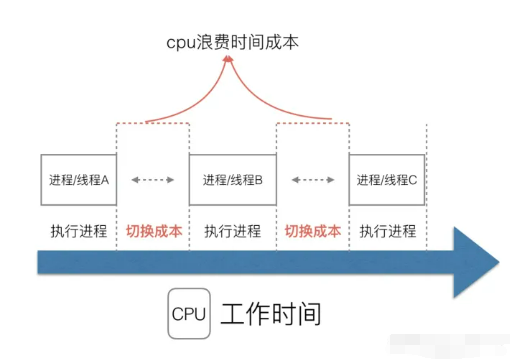 cpu浪费时间成本
进程/线程A
进程/线程B
进程/线程C
执行进程
切换成本
执行进程
切换成本
执行进程
CPU
工作时间